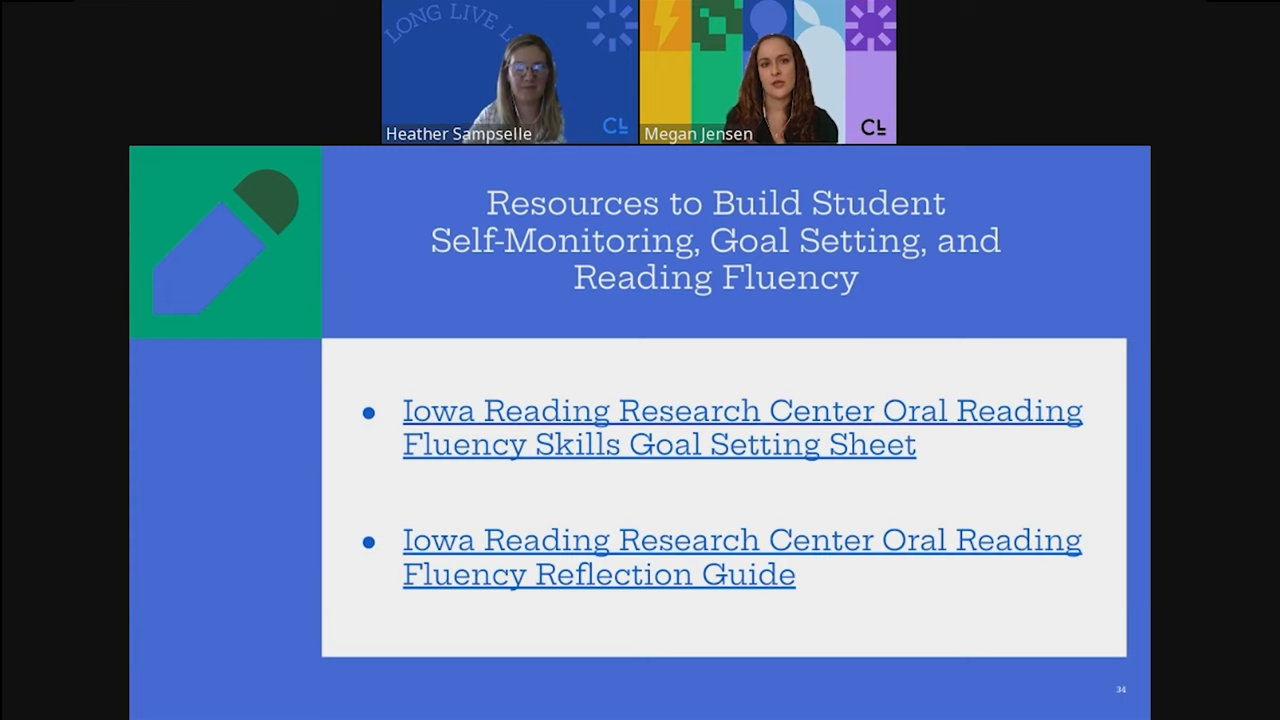 LONG LIVE L
CL
Heather Sampselle
Megan Jensen
CL
Resources to Build Student
Self-Monitoring, Goal Setting, and
Reading Fluency
• Iowa Reading Research Center Oral Reading
Fluency Skills Goal Setting Sheet
• Iowa Reading Research Center Oral Reading
Fluency Reflection Guide
34